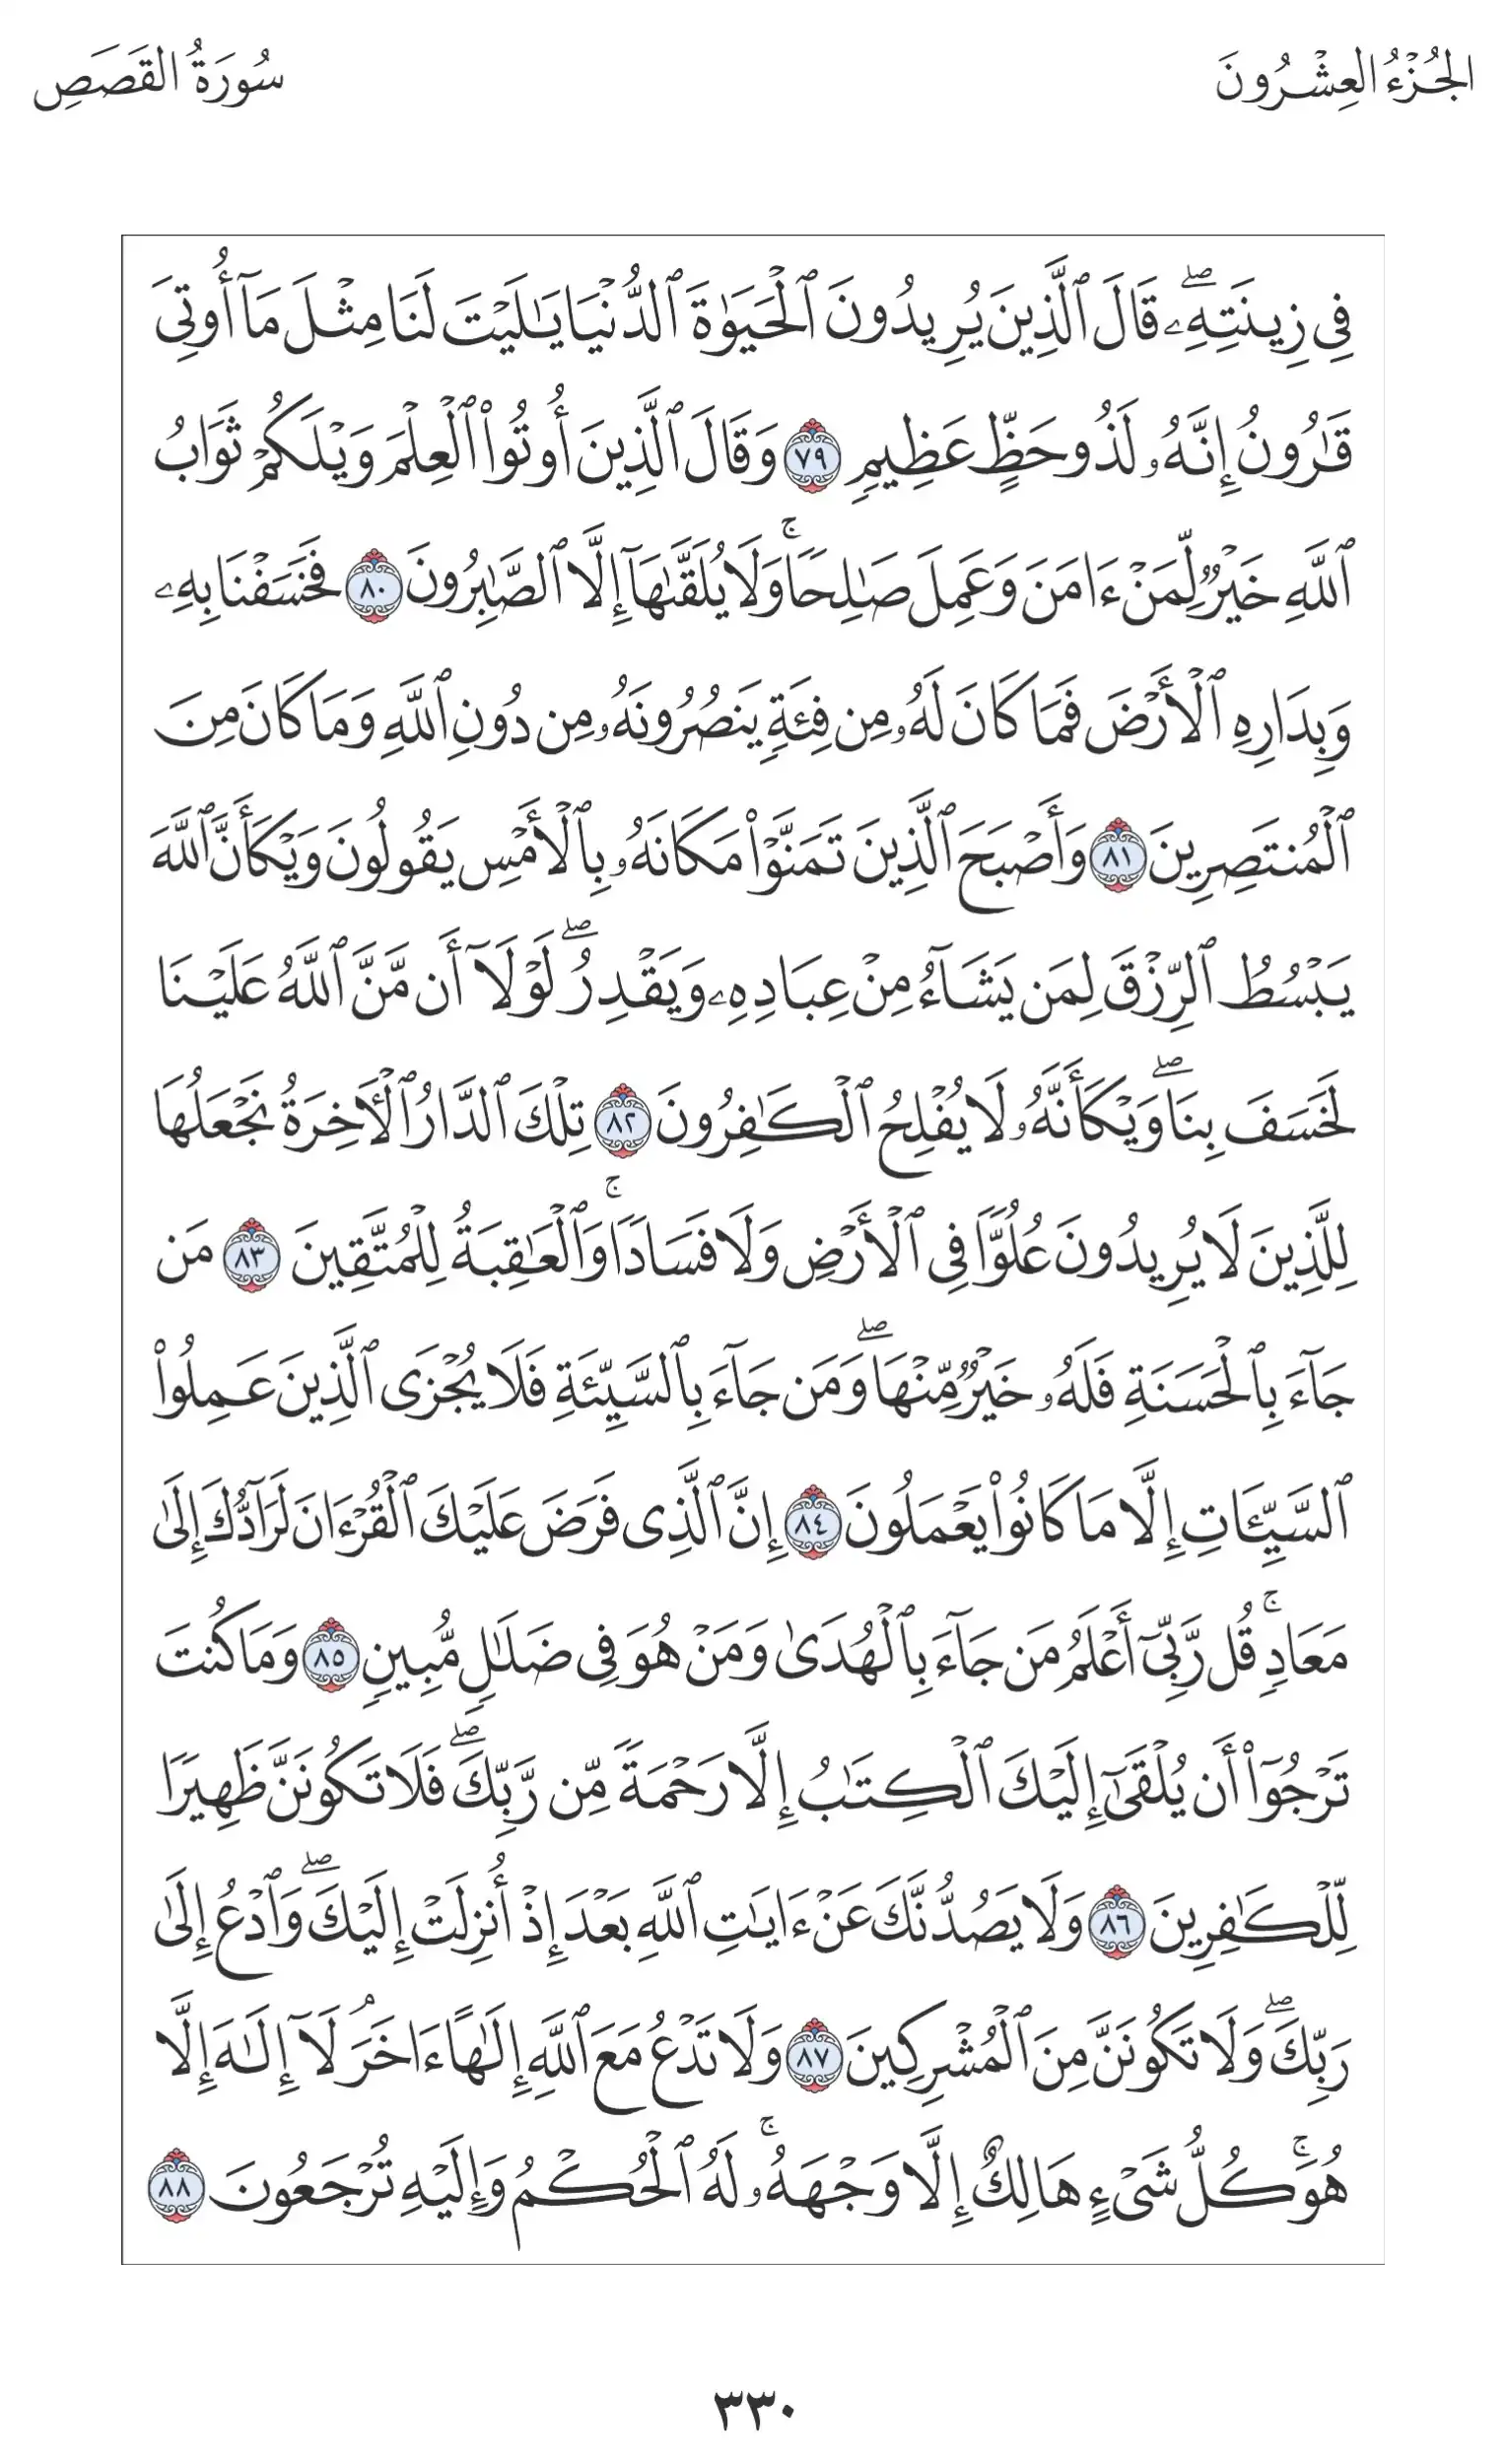 الجُزْءُ العِشْرُونَ
سُورَةُ القَصَصِ
فِي زِينَتِهِۦۖ قَالَ ٱلَّذِينَ يُرِيدُونَ ٱلْحَيَوٰةَ ٱلدُّنْيَا يَٰلَيْتَ لَنَا مِثْلَ مَآ أُوتِيَ
قَٰرُونُ إِنَّهُۥ لَذُو حَظٍّ عَظِيمٍ ٧٩ وَقَالَ ٱلَّذِينَ أُوتُوا۟ ٱلْعِلْمَ وَيْلَكُمْ ثَوَابُ
ٱللَّهِ خَيْرٌ لِّمَنْ ءَامَنَ وَعَمِلَ صَٰلِحًاۚ وَلَا يُلَقَّىٰهَآ إِلَّا ٱلصَّٰبِرُونَ ٨٠ فَخَسَفْنَا بِهِۦ
وَبِدَارِهِ ٱلْأَرْضَ فَمَا كَانَ لَهُۥ مِن فِئَةٍ يَنصُرُونَهُۥ مِن دُونِ ٱللَّهِ وَمَا كَانَ مِنَ
ٱلْمُنتَصِرِينَ ٨١ وَأَصْبَحَ ٱلَّذِينَ تَمَنَّوْا۟ مَكَانَهُۥ بِٱلْأَمْسِ يَقُولُونَ وَيْكَأَنَّ ٱللَّهَ
يَبْسُطُ ٱلرِّزْقَ لِمَن يَشَآءُ مِنْ عِبَادِهِۦ وَيَقْدِرُۖ لَوْلَآ أَن مَّنَّ ٱللَّهُ عَلَيْنَا
لَخَسَفَ بِنَاۖ وَيْكَأَنَّهُۥ لَا يُفْلِحُ ٱلْكَٰفِرُونَ ٨٢ تِلْكَ ٱلدَّارُ ٱلْءَاخِرَةُ نَجْعَلُهَا
لِلَّذِينَ لَا يُرِيدُونَ عُلُوًّا فِي ٱلْأَرْضِ وَلَا فَسَادًاۚ وَٱلْعَٰقِبَةُ لِلْمُتَّقِينَ ٨٣ مَن
جَآءَ بِٱلْحَسَنَةِ فَلَهُۥ خَيْرٌ مِّنْهَاۖ وَمَن جَآءَ بِٱلسَّيِّئَةِ فَلَا يُجْزَى ٱلَّذِينَ عَمِلُوا۟
ٱلسَّيِّـَٔاتِ إِلَّا مَا كَانُوا۟ يَعْمَلُونَ ٨٤ إِنَّ ٱلَّذِي فَرَضَ عَلَيْكَ ٱلْقُرْءَانَ لَرَآدُّكَ إِلَىٰ
مَعَادٍۚ قُل رَّبِّيٓ أَعْلَمُ مَن جَآءَ بِٱلْهُدَىٰ وَمَنْ هُوَ فِي ضَلَٰلٍ مُّبِينٍ ٨٥ وَمَا كُنتَ
تَرْجُوٓا۟ أَن يُلْقَىٰٓ إِلَيْكَ ٱلْكِتَٰبُ إِلَّا رَحْمَةً مِّن رَّبِّكَۖ فَلَا تَكُونَنَّ ظَهِيرًا
لِّلْكَٰفِرِينَ ٨٦ وَلَا يَصُدُّنَّكَ عَنْ ءَايَٰتِ ٱللَّهِ بَعْدَ إِذْ أُنزِلَتْ إِلَيْكَۖ وَٱدْعُ إِلَىٰ
رَبِّكَۖ وَلَا تَكُونَنَّ مِنَ ٱلْمُشْرِكِينَ ٨٧ وَلَا تَدْعُ مَعَ ٱللَّهِ إِلَٰهًا ءَاخَرَۘ لَآ إِلَٰهَ إِلَّا
هُوَۚ كُلُّ شَيْءٍ هَالِكٌ إِلَّا وَجْهَهُۥۚ لَهُ ٱلْحُكْمُ وَإِلَيْهِ تُرْجَعُونَ ٨٨
٣٣٠